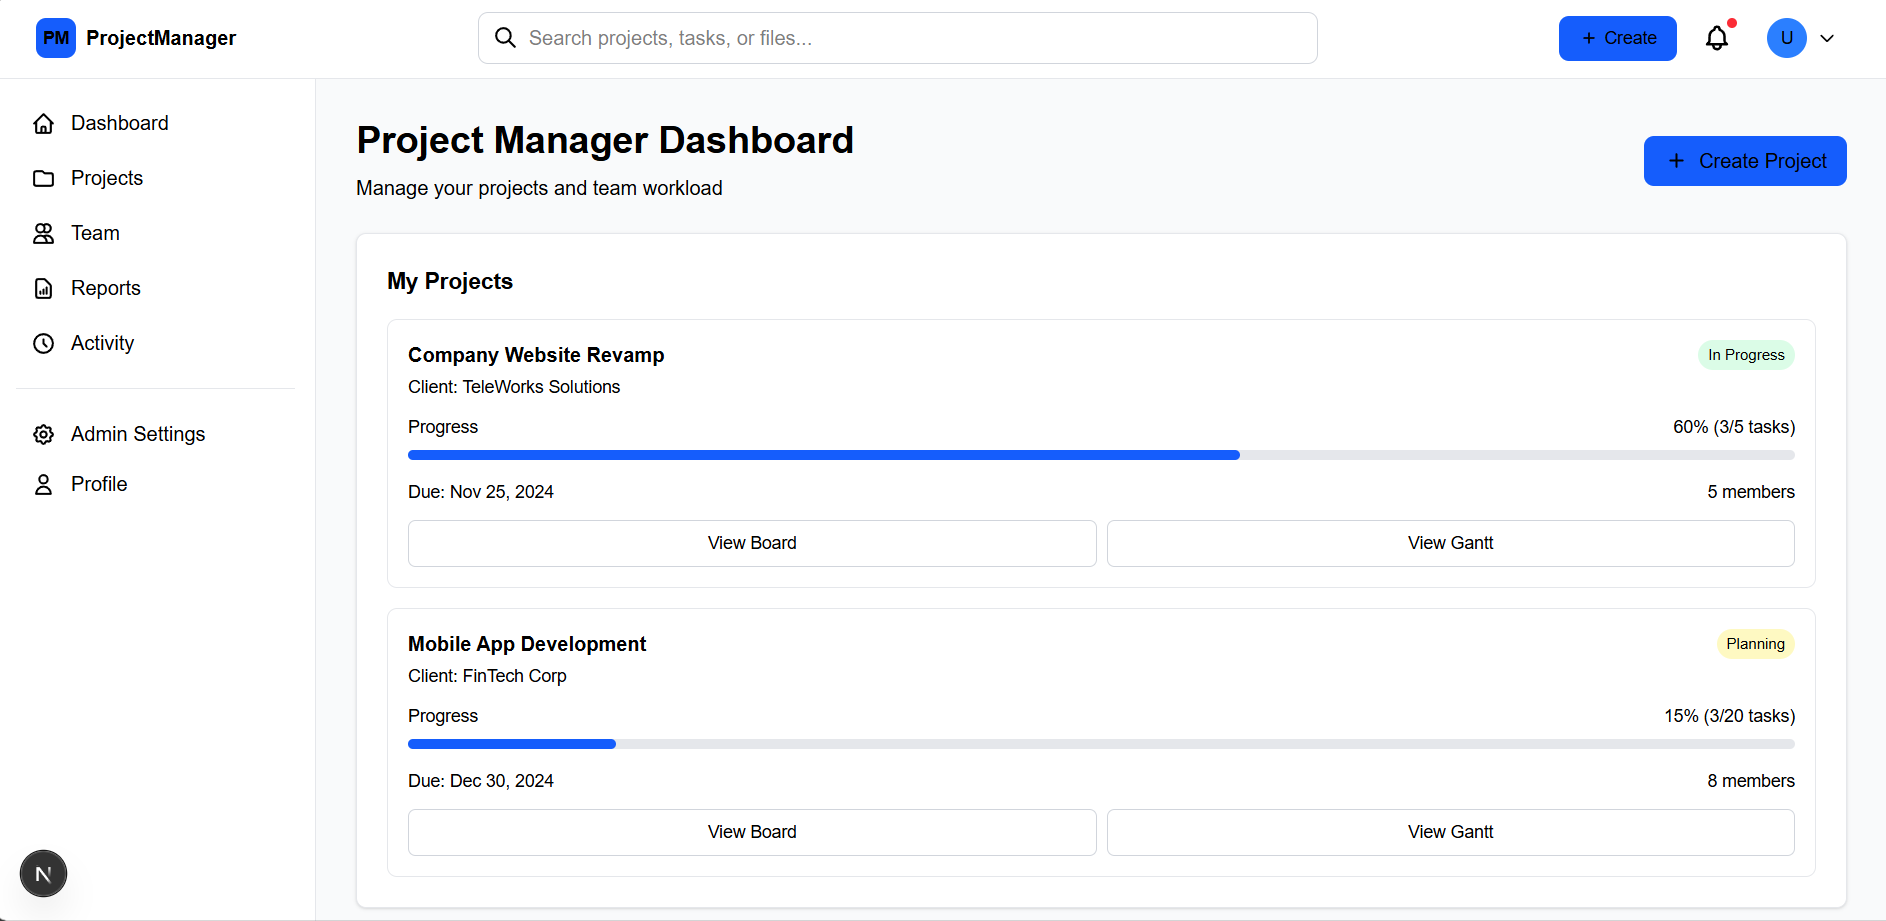 PM ProjectManager
Search projects, tasks, or files...
+ Create
U
Dashboard
Projects
Team
Reports
Activity
Admin Settings
Profile
N
Project Manager Dashboard
Manage your projects and team workload
+ Create Project
My Projects
Company Website Revamp
In Progress
Client: TeleWorks Solutions
Progress 60% (3/5 tasks)
Due: Nov 25, 2024 5 members
View Board View Gantt
Mobile App Development
Planning
Client: FinTech Corp
Progress 15% (3/20 tasks)
Due: Dec 30, 2024 8 members
View Board View Gantt